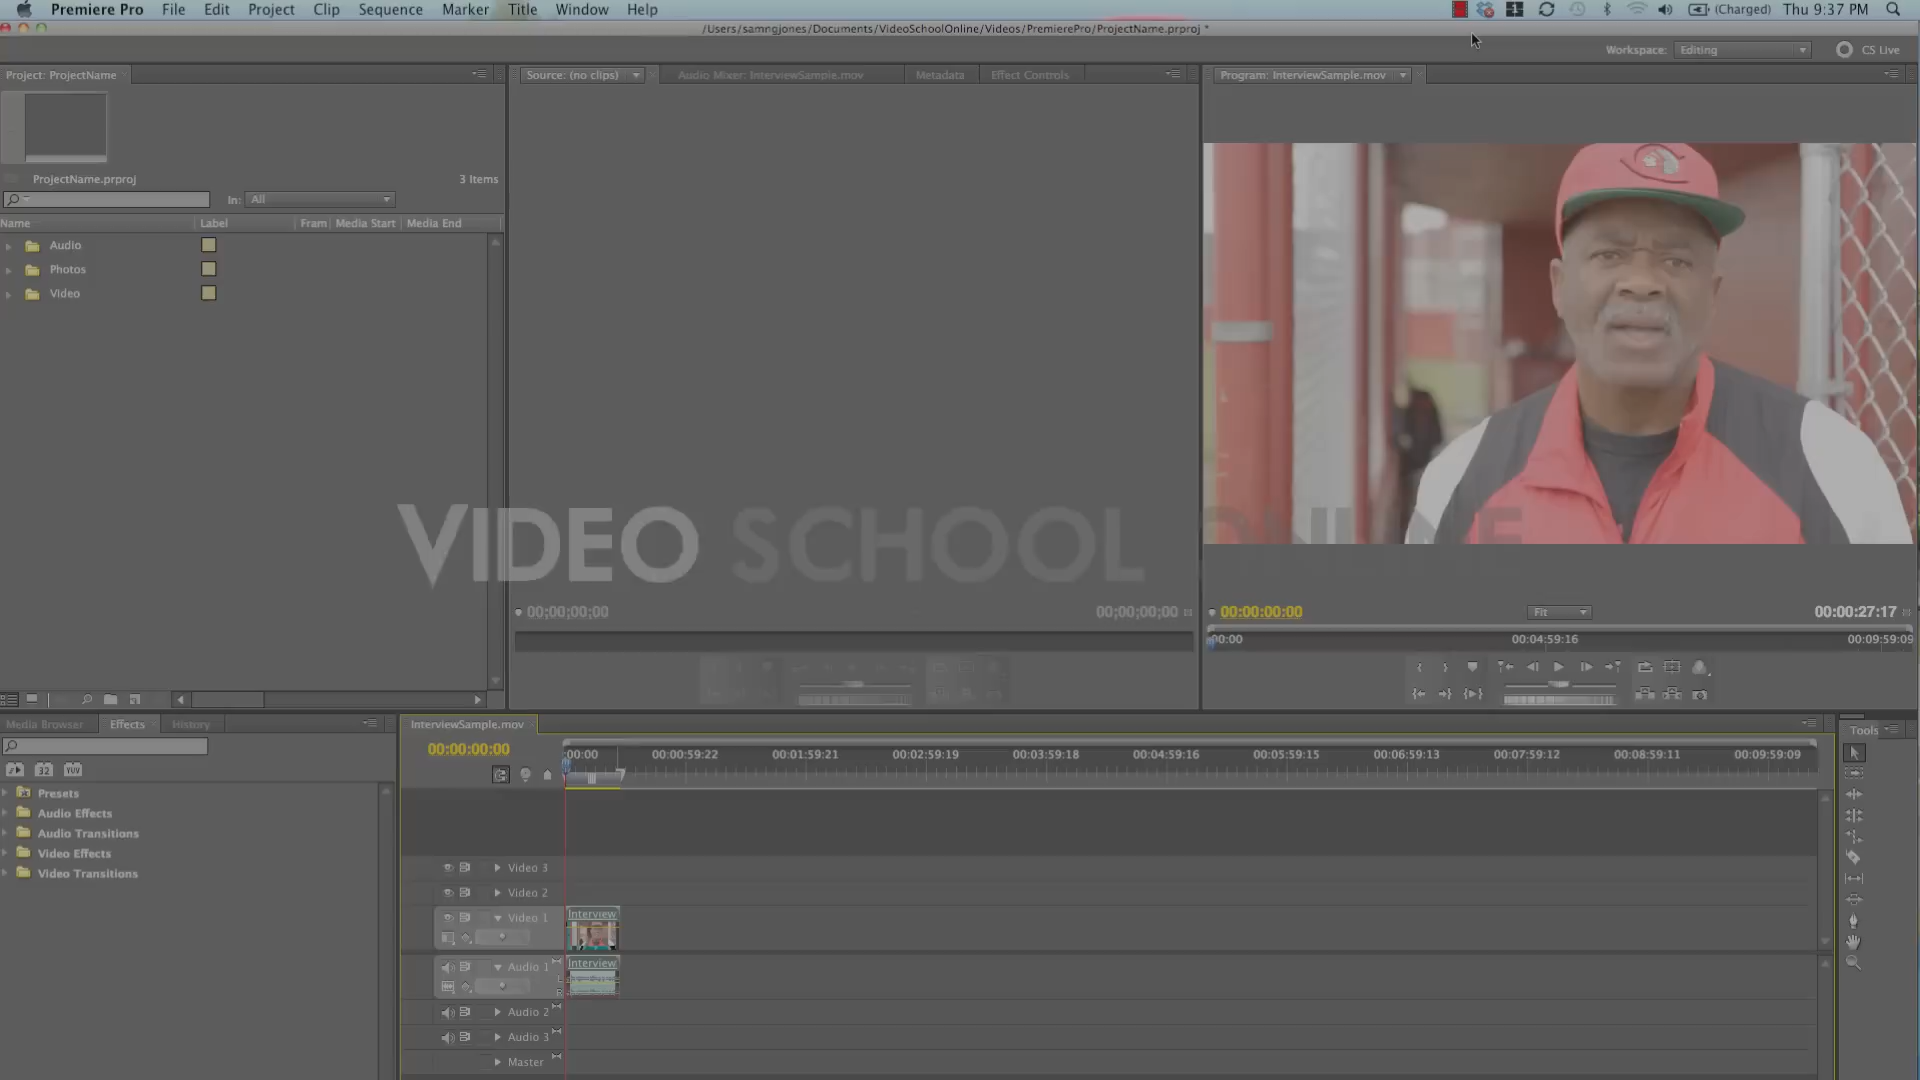 Premiere Pro File Edit Project Clip Sequence Marker Title Window Help (Charged) Thu 9:37 PM
/Users/samngjones/Documents/VideoSchoolOnline/Videos/PremierePro/ProjectName.prproj *
Workspace: Editing CS Live
Project: ProjectName
Source: (no clips) Audio Mixer: InterviewSample.mov Metadata Effect Controls
Program: InterviewSample.mov
ProjectName.prproj
3 Items
In: All
Name Label Fram Media Start Media End
Audio
Photos
Video
VIDEO SCHOOL ONLINE
00;00;00;00 00;00;00;00
00:00:00:00 Fit 00:00:27:17
00:00 00:04:59:16 00:09:59:09
Media Browser Effects History
32 YUV
Presets
Audio Effects
Audio Transitions
Video Effects
Video Transitions
InterviewSample.mov
00:00:00:00
:00:00 00:00:59:22 00:01:59:21 00:02:59:19 00:03:59:18 00:04:59:16 00:05:59:15 00:06:59:13 00:07:59:12 00:08:59:11 00:09:59:09
Video 3
Video 2
Video 1 Interview
Audio 1 Interview
Audio 2
Audio 3
Master
Tools